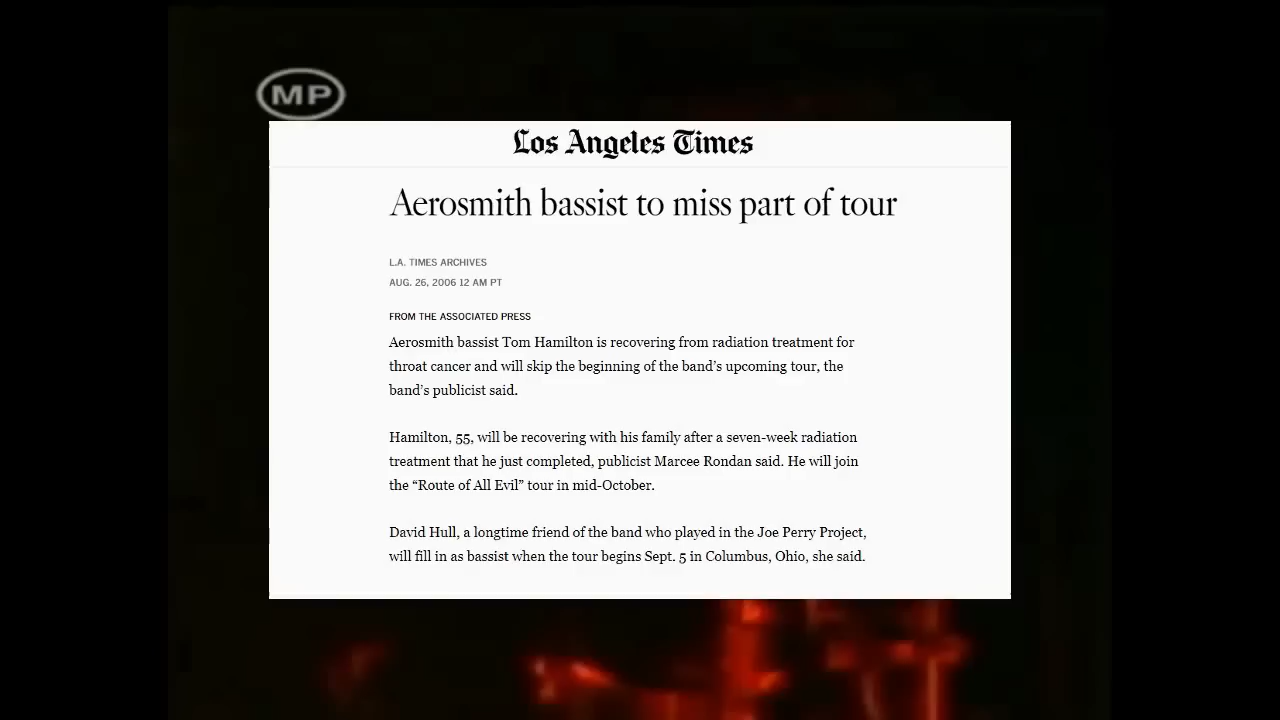 MP
Los Angeles Times
Aerosmith bassist to miss part of tour
L.A. TIMES ARCHIVES
AUG. 26, 2006 12 AM PT
FROM THE ASSOCIATED PRESS
Aerosmith bassist Tom Hamilton is recovering from radiation treatment for
throat cancer and will skip the beginning of the band’s upcoming tour, the
band’s publicist said.
Hamilton, 55, will be recovering with his family after a seven-week radiation
treatment that he just completed, publicist Marcee Rondan said. He will join
the “Route of All Evil” tour in mid-October.
David Hull, a longtime friend of the band who played in the Joe Perry Project,
will fill in as bassist when the tour begins Sept. 5 in Columbus, Ohio, she said.